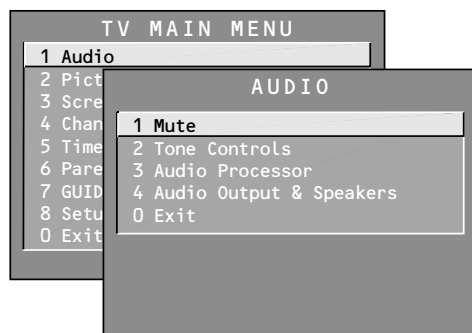 TV MAIN MENU
1 Audio
2 Pict
3 Scre
4 Chan
5 Time
6 Pare
7 GUID
8 Setu
0 Exit
AUDIO
1 Mute
2 Tone Controls
3 Audio Processor
4 Audio Output & Speakers
0 Exit